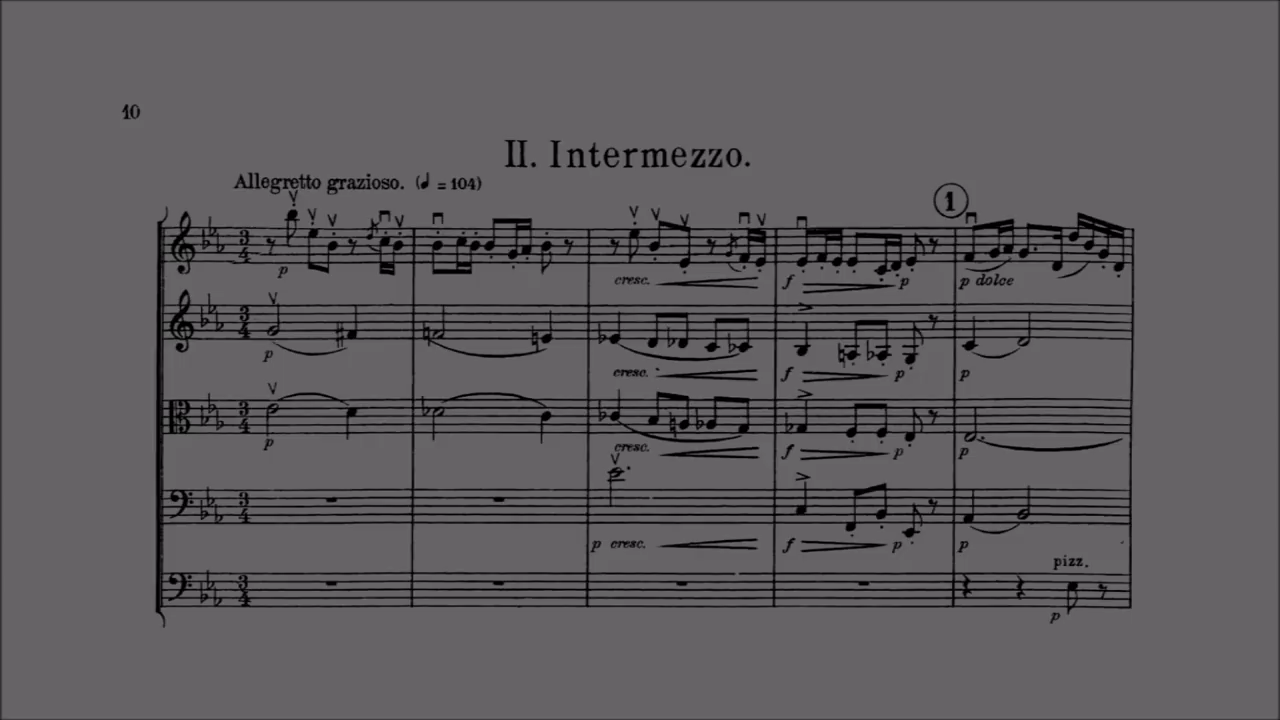 10
II. Intermezzo.
Allegretto grazioso. (♩ = 104)
1
p
cresc.
f
p
p dolce
p
cresc.
f
p
p
p
cresc.
f
p
p
p cresc.
f
p
p
pizz.
p